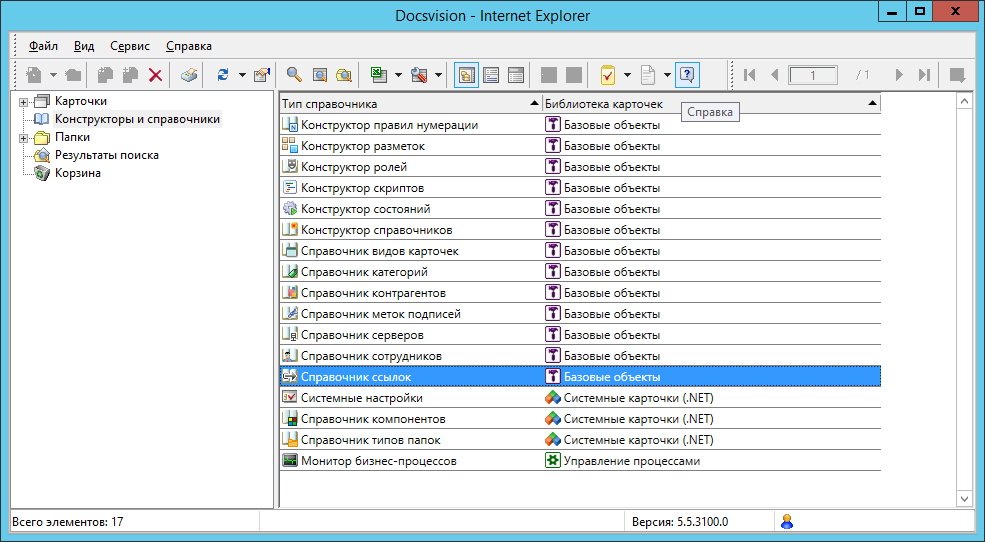 Docsvision - Internet Explorer
Файл Вид Сервис Справка
1 / 1
Карточки
Конструкторы и справочники
Папки
Результаты поиска
Корзина
Тип справочника Библиотека карточек
Справка
Конструктор правил нумерации Базовые объекты
Конструктор разметок Базовые объекты
Конструктор ролей Базовые объекты
Конструктор скриптов Базовые объекты
Конструктор состояний Базовые объекты
Конструктор справочников Базовые объекты
Справочник видов карточек Базовые объекты
Справочник категорий Базовые объекты
Справочник контрагентов Базовые объекты
Справочник меток подписей Базовые объекты
Справочник серверов Базовые объекты
Справочник сотрудников Базовые объекты
Справочник ссылок Базовые объекты
Системные настройки Системные карточки (.NET)
Справочник компонентов Системные карточки (.NET)
Справочник типов папок Системные карточки (.NET)
Монитор бизнес-процессов Управление процессами
Всего элементов: 17 Версия: 5.5.3100.0